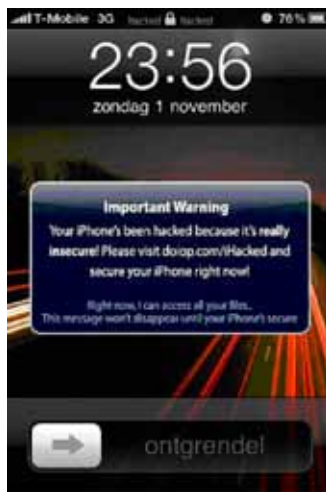 T-Mobile 3G hacked hacked 76%
23:56
zondag 1 november
Important Warning
Your iPhone's been hacked because it's really
insecure! Please visit doiop.com/iHacked and
secure your iPhone right now!
Right now, I can access all your files..
This message won't disappear until your iPhone's secure
ontgrendel